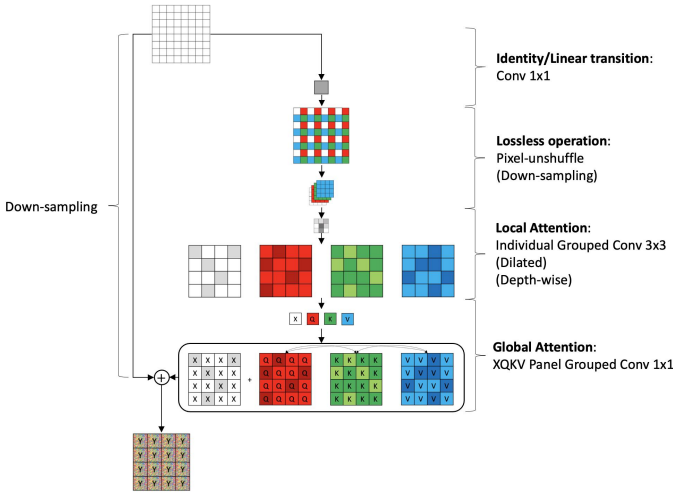 Identity/Linear transition:
Conv 1x1
Lossless operation:
Pixel-unshuffle
(Down-sampling)
Down-sampling
Local Attention:
Individual Grouped Conv 3x3
(Dilated)
(Depth-wise)
X Q K V
Global Attention:
XQKV Panel Grouped Conv 1x1
X X X X Q Q Q Q K K K K V V V V
X X X X + Q Q Q Q K K K K V V V V
X X X X Q Q Q Q K K K K V V V V
X X X X Q Q Q Q K K K K V V V V
+
Y Y Y Y
Y Y Y Y
Y Y Y Y
Y Y Y Y